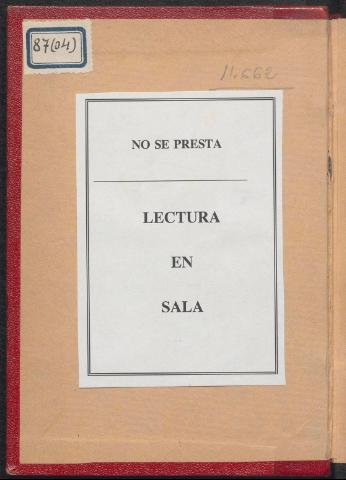 87(04)
11.662
NO SE PRESTA
LECTURA
EN
SALA